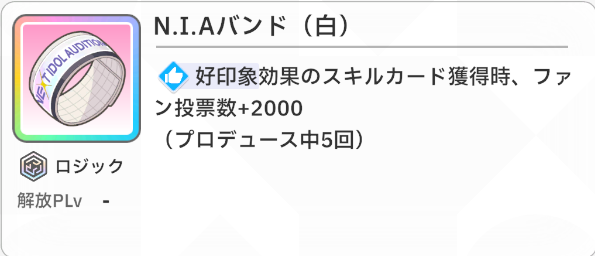 N.I.Aバンド（白）
NEXT IDOL AUDITION
好印象効果のスキルカード獲得時、ファ
ン投票数+2000
（プロデュース中5回）
ロジック
解放PLv -